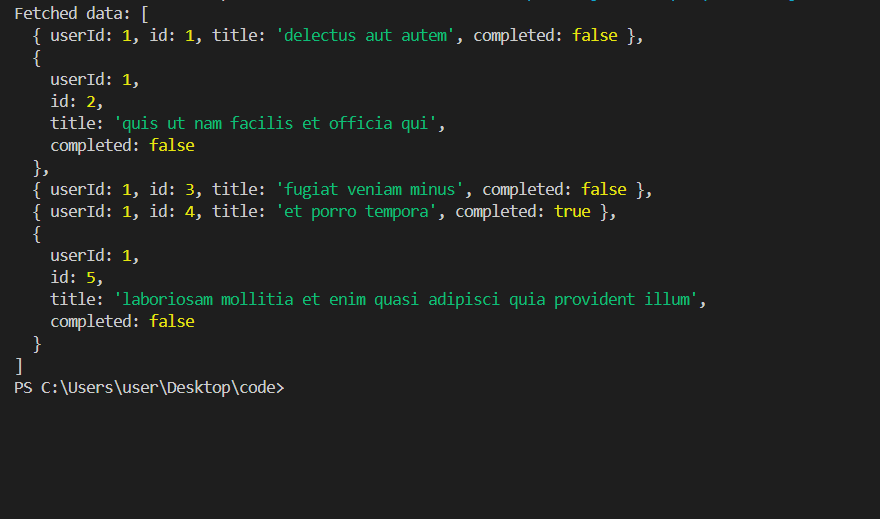 Fetched data: [
  { userId: 1, id: 1, title: 'delectus aut autem', completed: false },
  {
    userId: 1,
    id: 2,
    title: 'quis ut nam facilis et officia qui',
    completed: false
  },
  { userId: 1, id: 3, title: 'fugiat veniam minus', completed: false },
  { userId: 1, id: 4, title: 'et porro tempora', completed: true },
  {
    userId: 1,
    id: 5,
    title: 'laboriosam mollitia et enim quasi adipisci quia provident illum',
    completed: false
  }
]
PS C:\Users\user\Desktop\code>